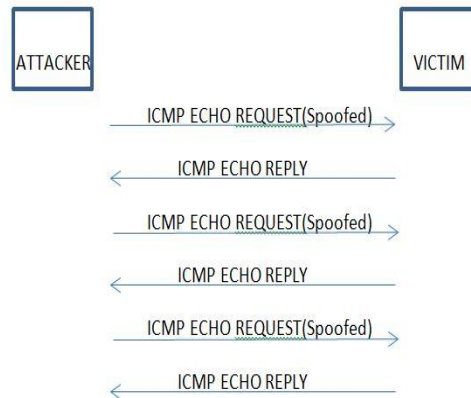 ATTACKER
VICTIM
ICMP ECHO REQUEST(Spoofed)
ICMP ECHO REPLY
ICMP ECHO REQUEST(Spoofed)
ICMP ECHO REPLY
ICMP ECHO REQUEST(Spoofed)
ICMP ECHO REPLY